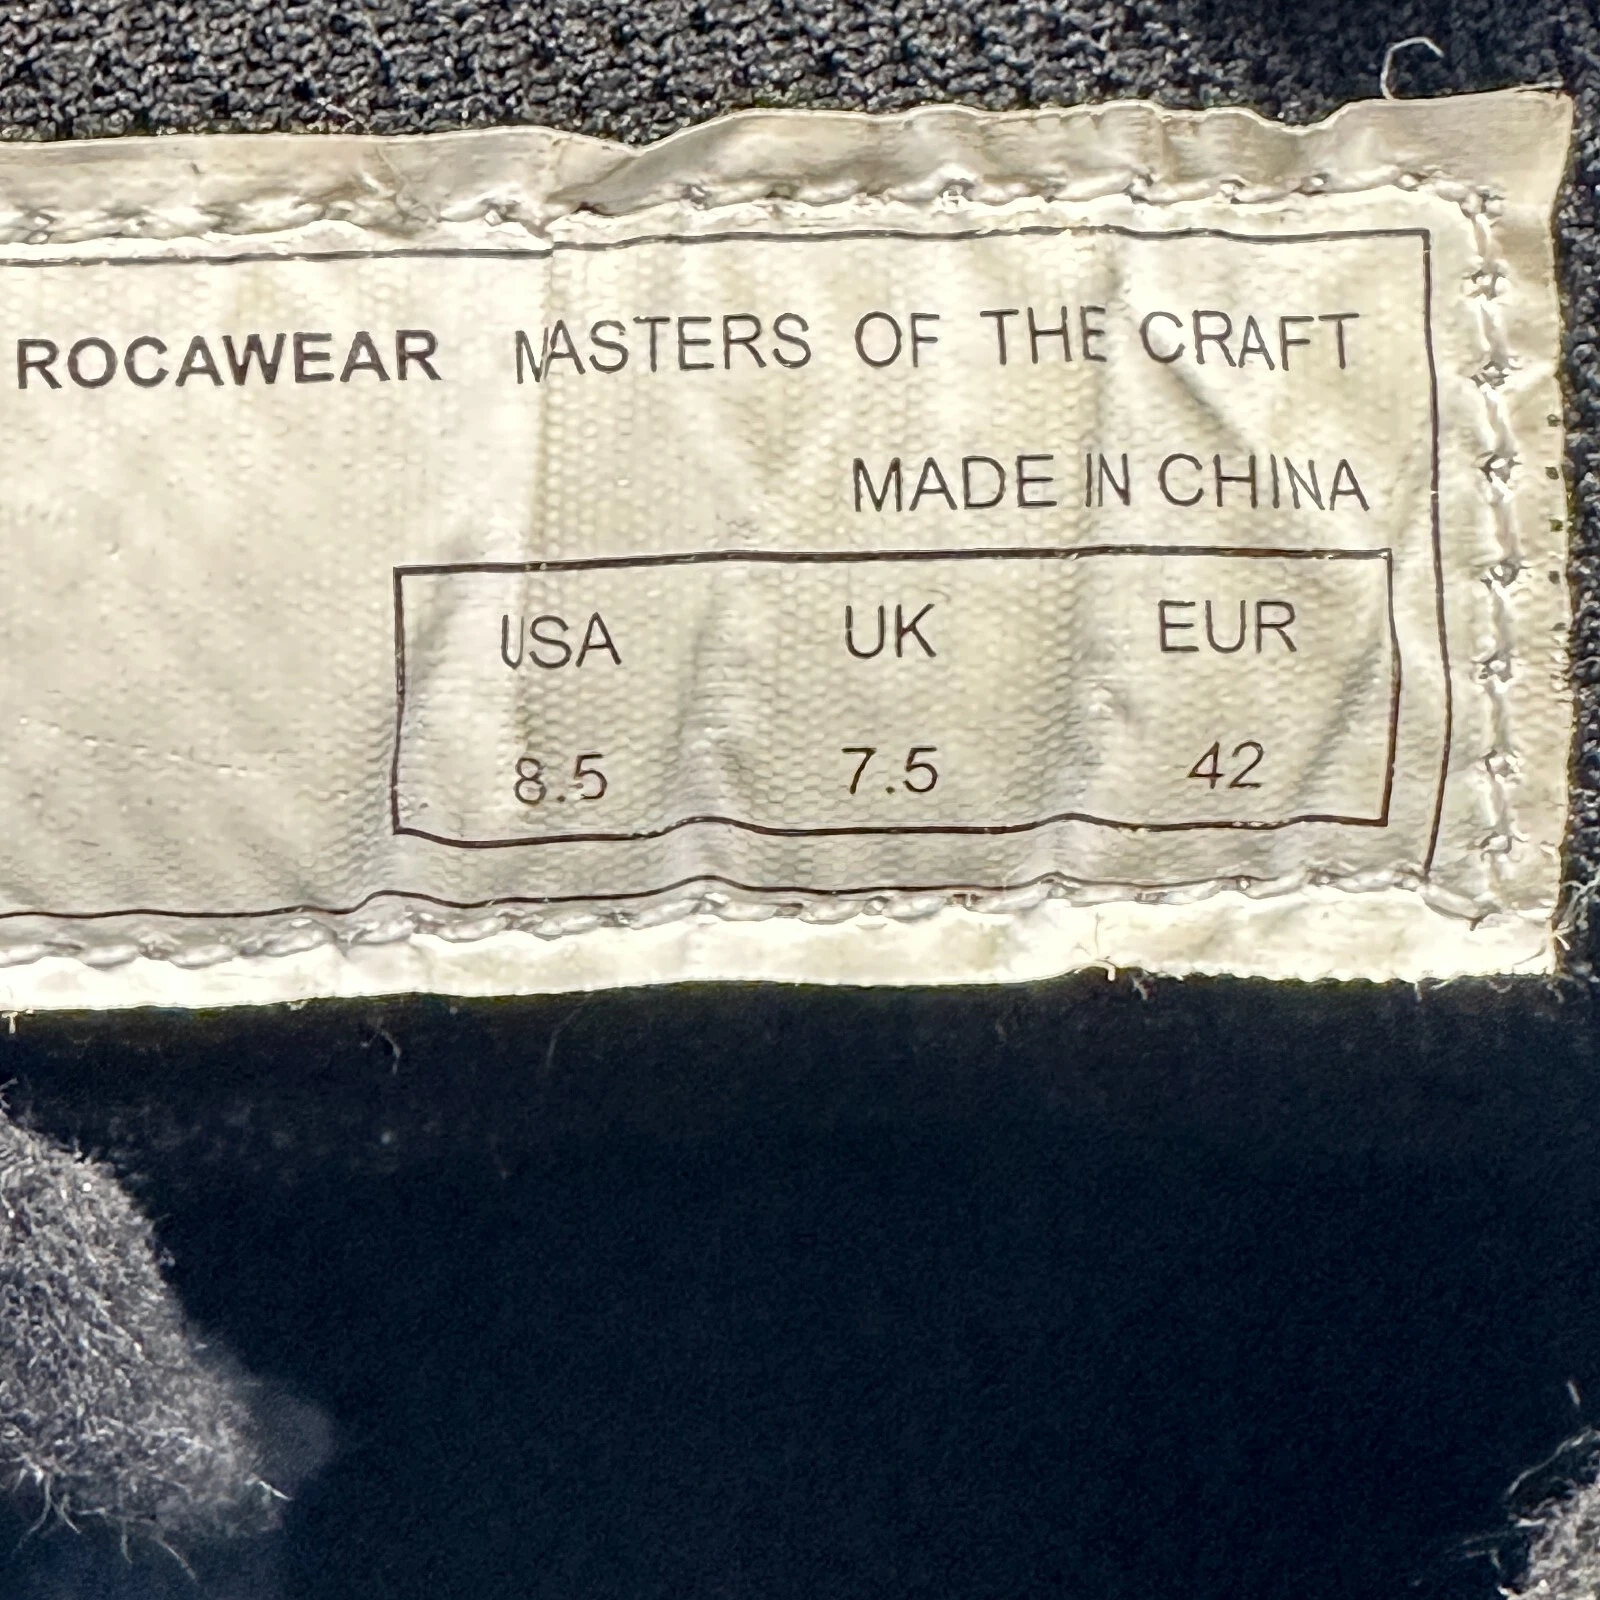 ROCAWEAR MASTERS OF THE CRAFT
MADE IN CHINA
USA UK EUR
8.5 7.5 42